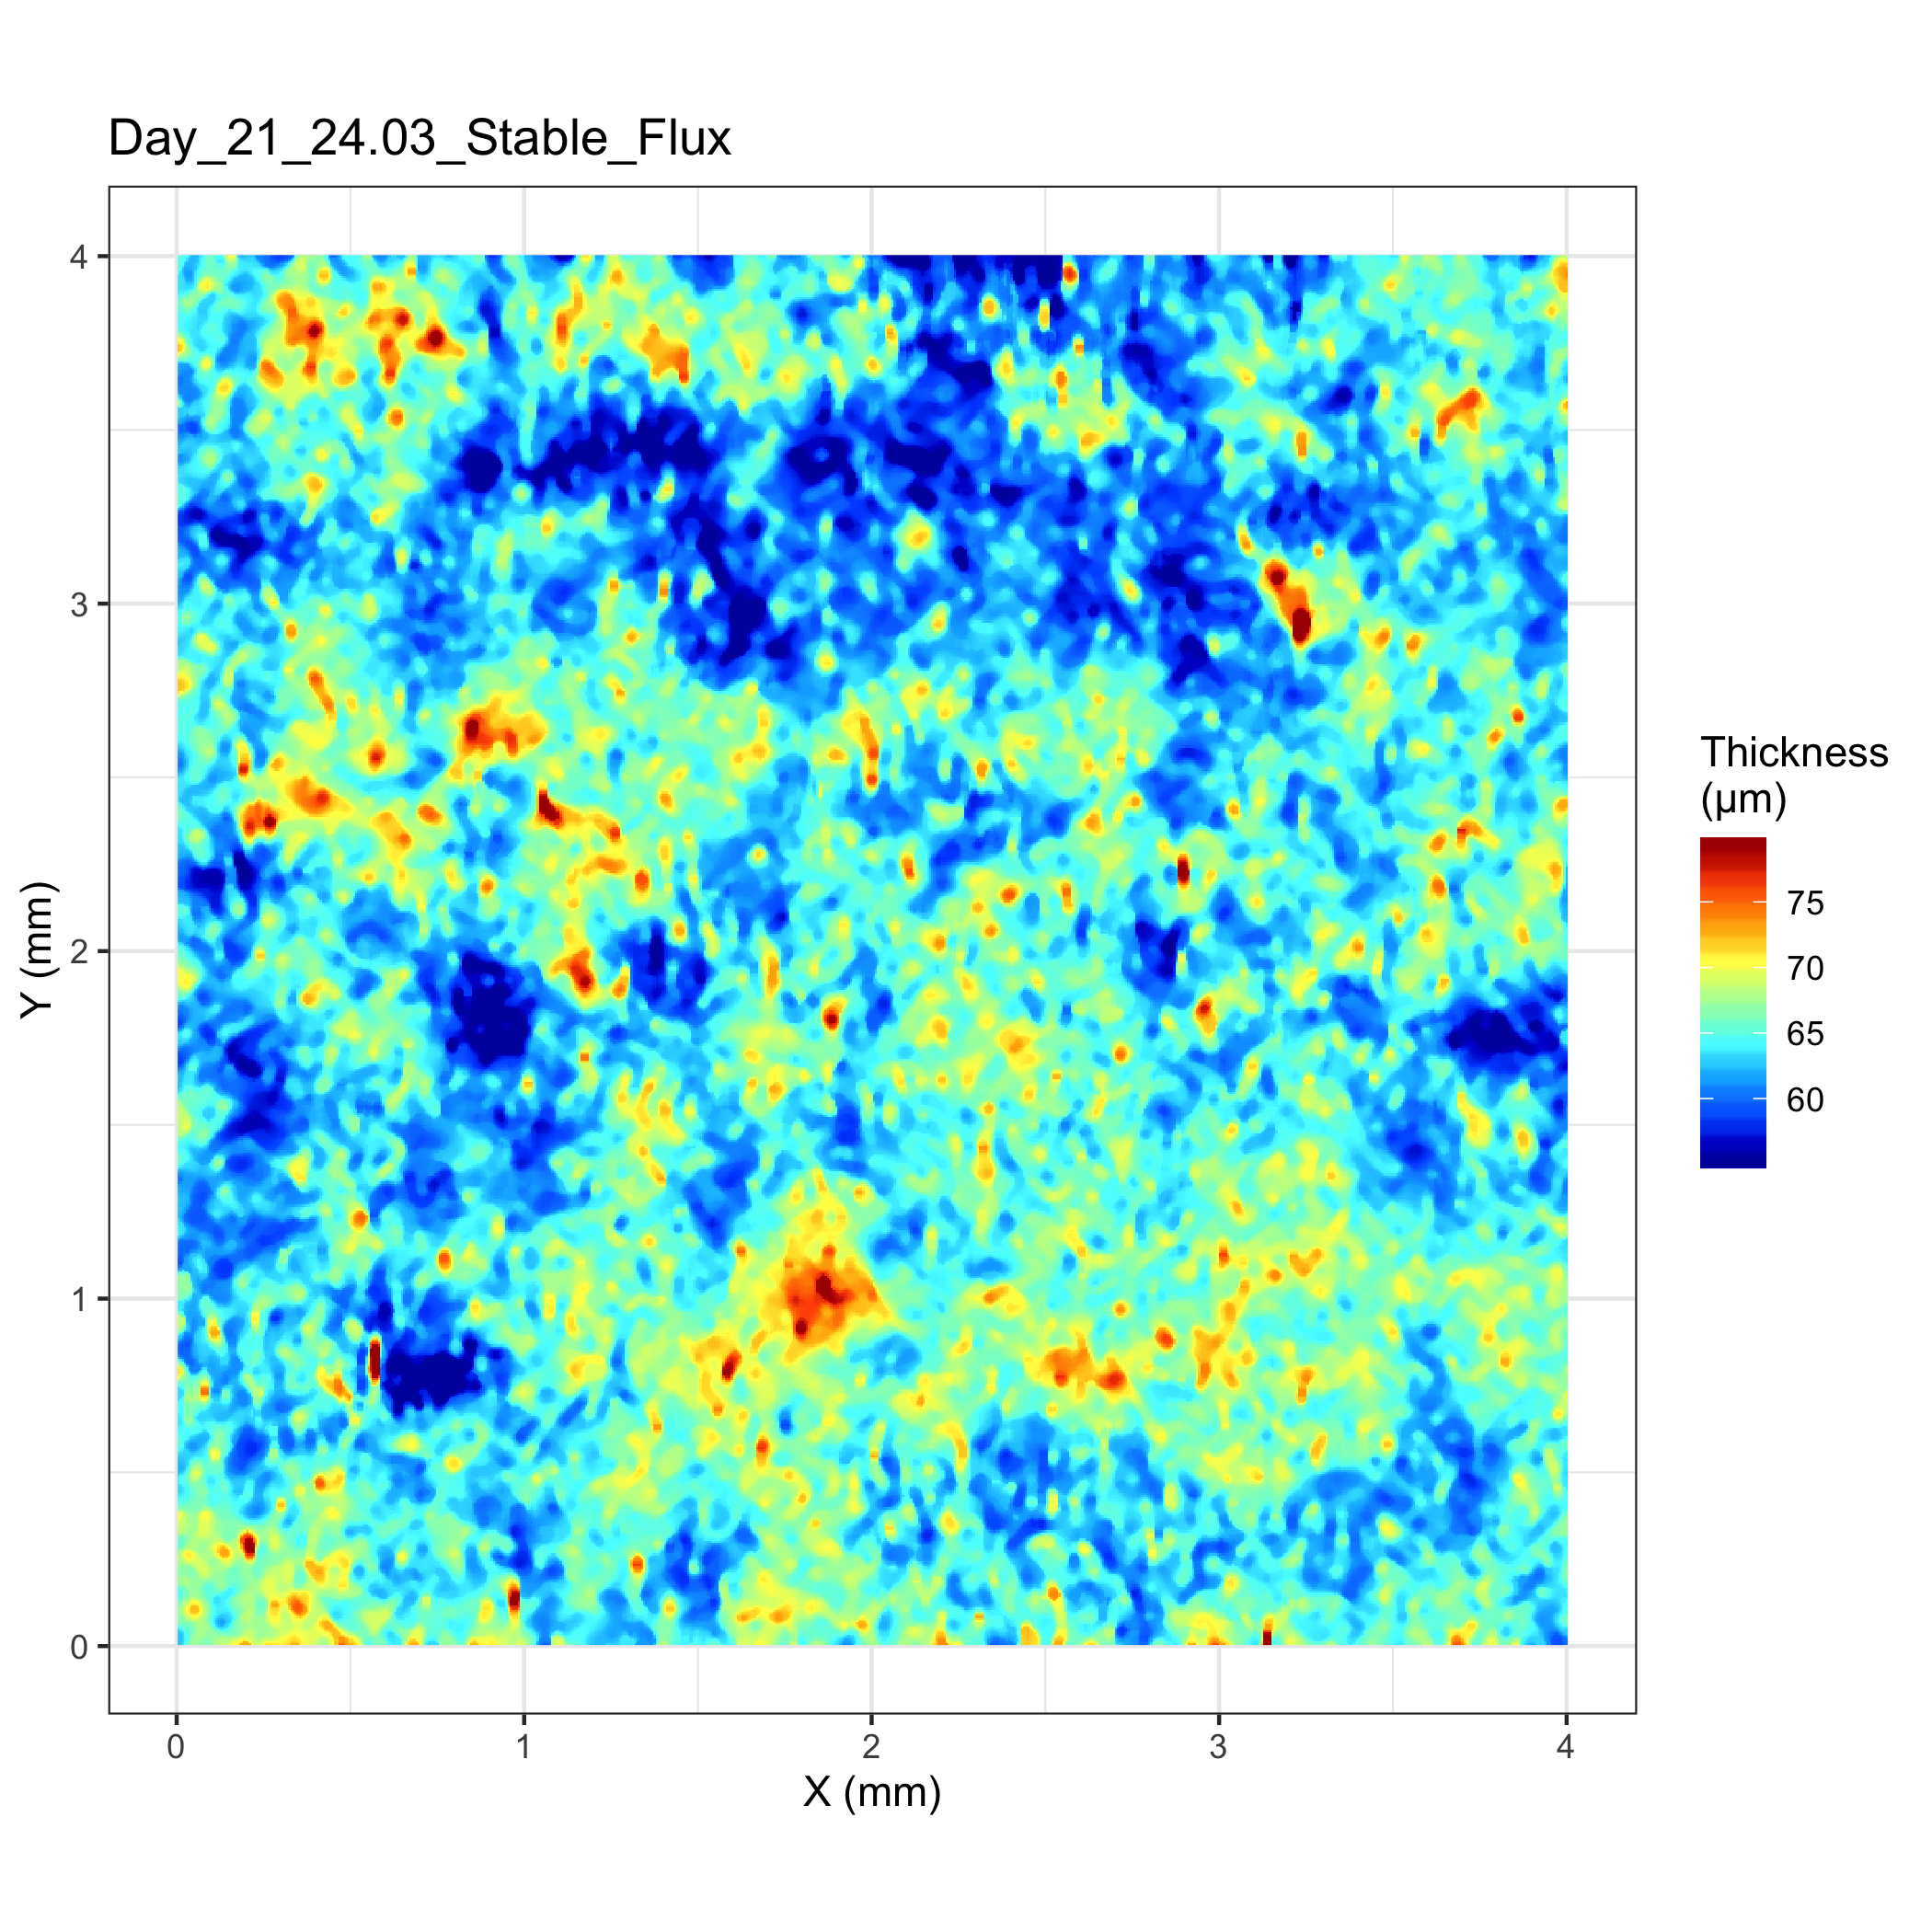 Day_21_24.03_Stable_Flux
4
3
2
1
0
Y (mm)
0 1 2 3 4
X (mm)
Thickness
(μm)
75
70
65
60